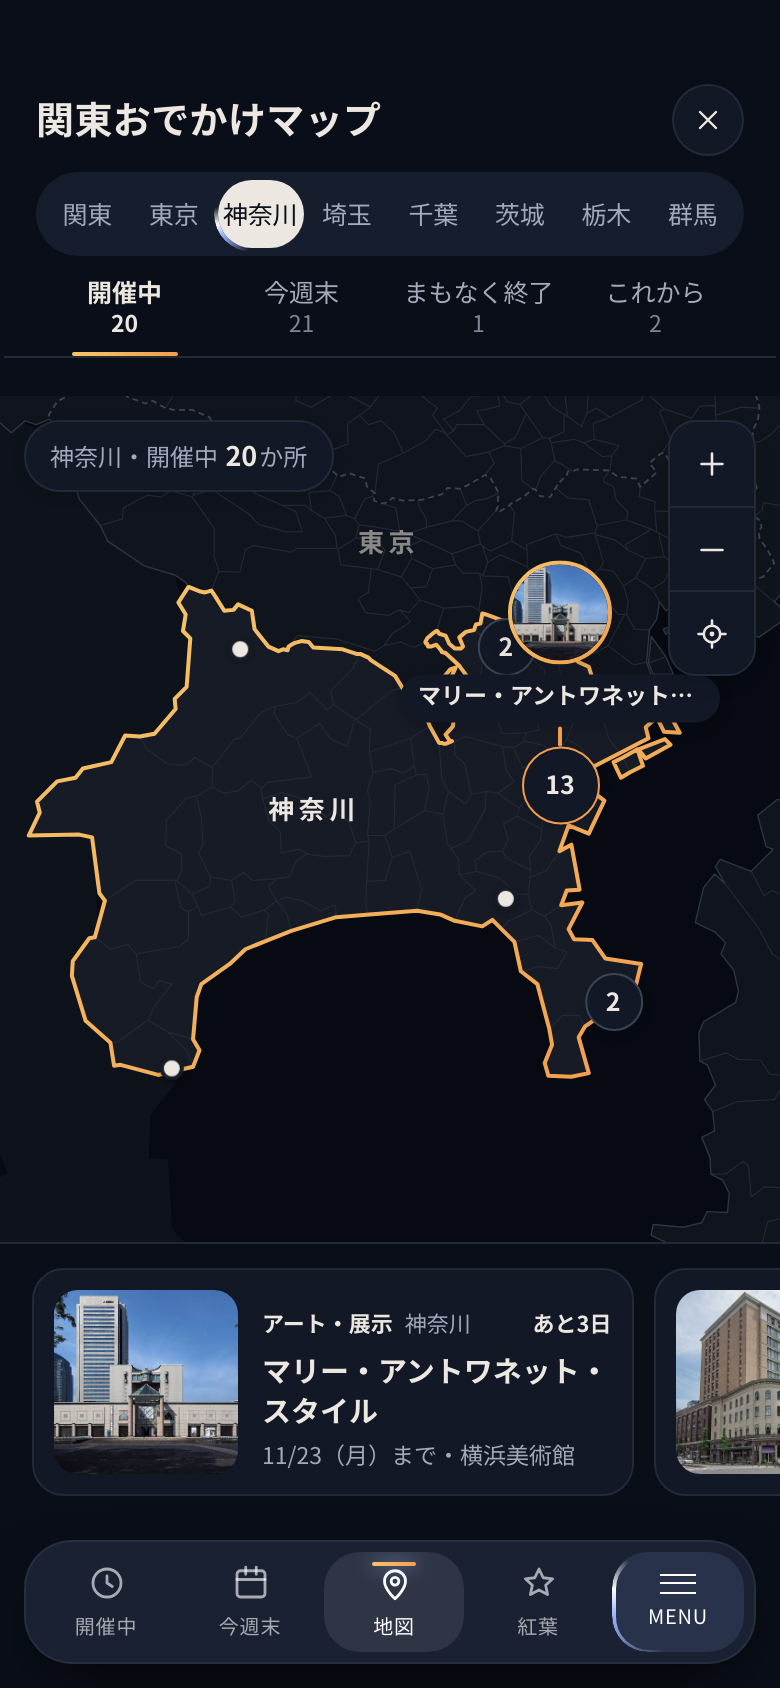 関東おでかけマップ
関東 東京 神奈川 埼玉 千葉 茨城 栃木 群馬
開催中 今週末 まもなく終了 これから
20 21 1 2
神奈川・開催中 20か所
東京
2
マリー・アントワネット…
13
神奈川
2
アート・展示 神奈川 あと3日
マリー・アントワネット・
スタイル
11/23（月）まで・横浜美術館
開催中 今週末 地図 紅葉 MENU